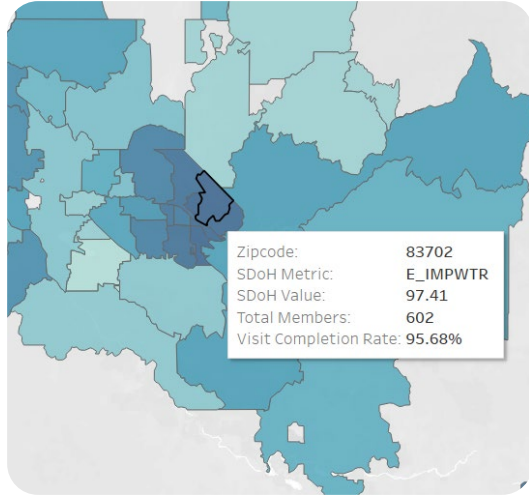 Zipcode: 83702
SDoH Metric: E_IMPWTR
SDoH Value: 97.41
Total Members: 602
Visit Completion Rate: 95.68%